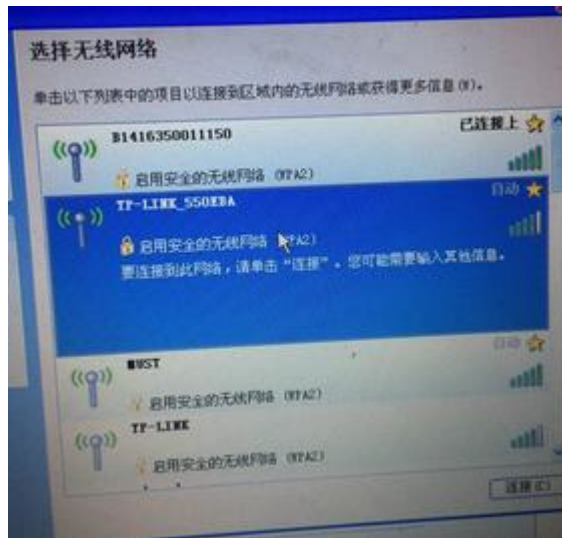 选择无线网络
单击以下列表中的项目以连接到区域内的无线网络或获得更多信息(W)。
B1416350011150 已连接上
启用安全的无线网络 (WPA2)
TP-LINK_550EBA 自动
启用安全的无线网络 (WPA2)
要连接到此网络，请单击“连接”。您可能需要输入其他信息。
MUST 自动
启用安全的无线网络 (WPA2)
TP-LINK
启用安全的无线网络 (WPA2)
连接(C)